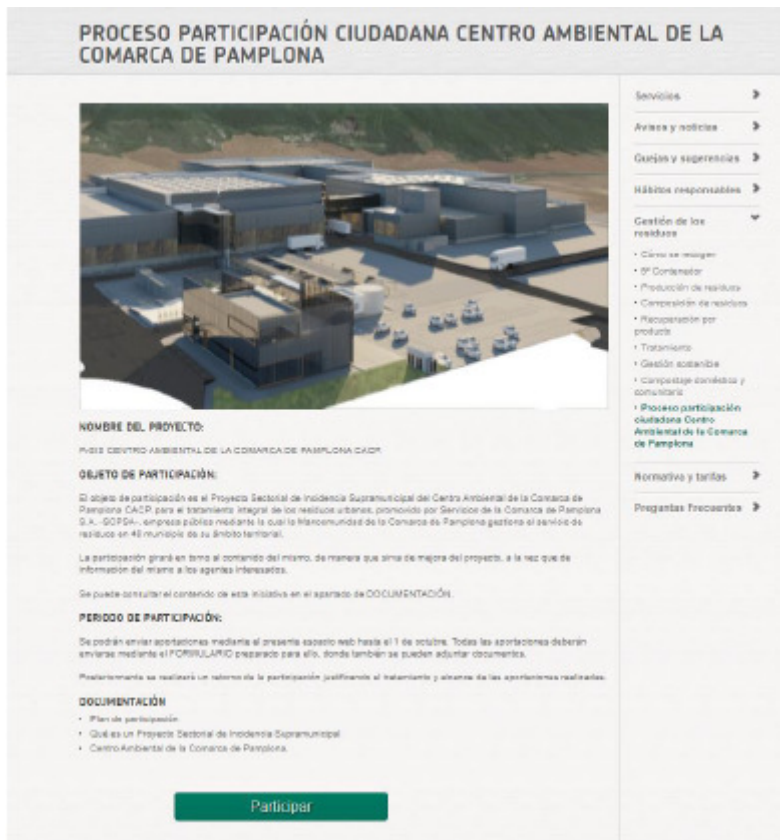 PROCESO PARTICIPACIÓN CIUDADANA CENTRO AMBIENTAL DE LA
COMARCA DE PAMPLONA
Servicios
Avisos y noticias
Quejas y sugerencias
Hábitos responsables
Gestión de los
residuos
• Cómo se recogen
• 5º Contenedor
• Producción de residuos
• Composición de residuos
• Recuperación por
producto
• Tratamiento
• Gestión sostenible
• Compostaje doméstico y
comunitario
• Proceso participación
ciudadana Centro
Ambiental de la Comarca
de Pamplona
Normativa y tarifas
Preguntas Frecuentes
NOMBRE DEL PROYECTO:
CENTRO AMBIENTAL DE LA COMARCA DE PAMPLONA CACP
OBJETO DE PARTICIPACIÓN:
El objeto de participación es el Proyecto Sectorial de Incidencia Supramunicipal del Centro Ambiental de la Comarca de
Pamplona CACP, para el tratamiento integral de los residuos urbanos, promovido por Servicios de la Comarca de Pamplona
S.A. -SCPSA-, empresa pública mediante la cual la Mancomunidad de la Comarca de Pamplona gestiona el servicio de
residuos en municipio de su ámbito territorial.
La participación girará en torno al contenido del mismo, de manera que sirva de mejora del proyecto, a la vez que de
información del mismo a los agentes interesados.
Se puede consultar el contenido de esta iniciativa en el apartado de DOCUMENTACIÓN.
PERIODO DE PARTICIPACIÓN:
Se podrán enviar aportaciones mediante el presente espacio web hasta el 1 de octubre. Todas las aportaciones deberán
enviarse mediante el FORMULARIO preparado para ello, donde también se pueden adjuntar documentos.
Posteriormente se realizará un retorno de la participación justificando el tratamiento y alcance de las aportaciones realizadas.
DOCUMENTACIÓN
• Plan de participación
• Qué es un Proyecto Sectorial de Incidencia Supramunicipal
• Centro Ambiental de la Comarca de Pamplona.
Participar